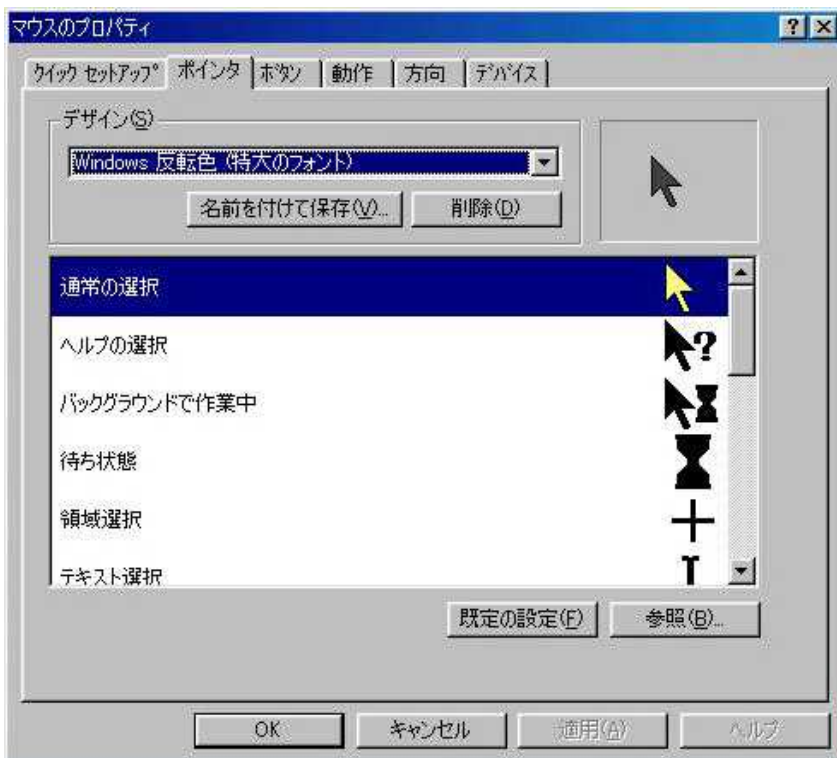 マウスのプロパティ
クイック セットアップ ポインタ ボタン 動作 方向 デバイス
デザイン(S)
Windows 反転色 (特大のフォント)
名前を付けて保存(V)... 削除(D)
通常の選択
ヘルプの選択
バックグラウンドで作業中
待ち状態
領域選択
テキスト選択
既定の設定(F) 参照(B)...
OK キャンセル 適用(A) ヘルプ